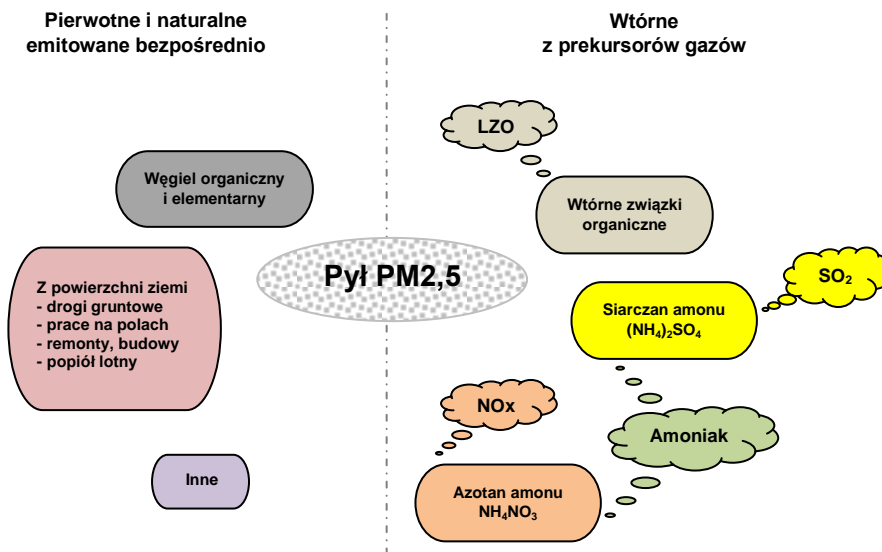 Pierwotne i naturalne
emitowane bezpośrednio
Wtórne
z prekursorów gazów
LZO
Węgiel organiczny
i elementarny
Wtórne związki
organiczne
Pył PM2,5
Z powierzchni ziemi
- drogi gruntowe
- prace na polach
- remonty, budowy
- popiół lotny
SO₂
Siarczan amonu
(NH₄)₂SO₄
NOx
Amoniak
Inne
Azotan amonu
NH₄NO₃